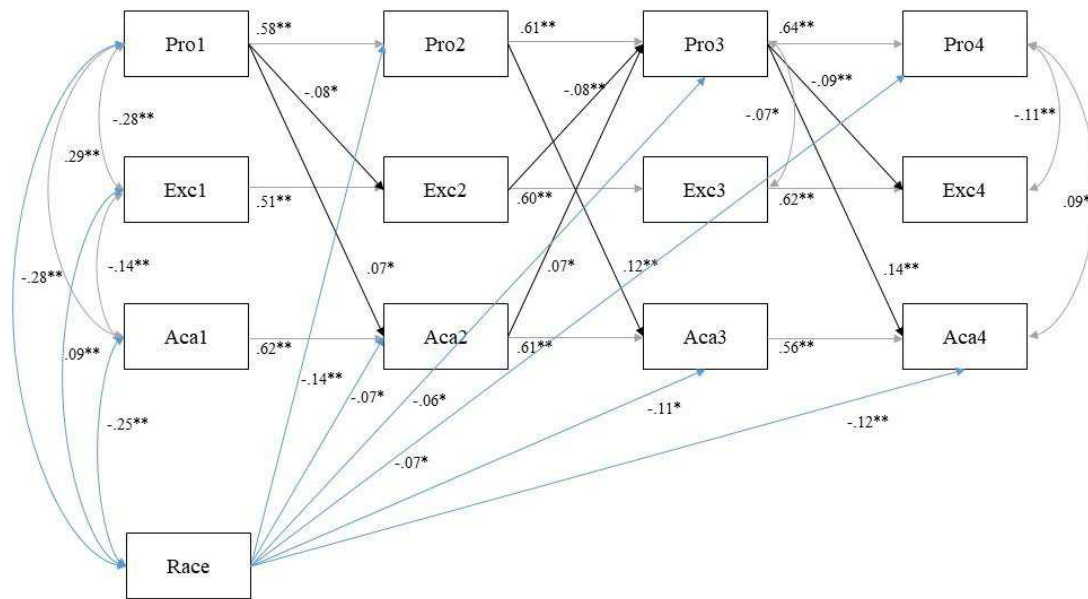 Pro1
.58**
Pro2
.61**
Pro3
.64**
Pro4
-.08*
-.08**
-.09**
-.28**
-.07*
-.11**
.29**
Exc1
.51**
Exc2
.60**
Exc3
.62**
Exc4
.09*
-.14**
-.28**
.07*
.07*
.12**
.14**
Aca1
.62**
Aca2
.61**
Aca3
.56**
Aca4
.09**
-.14**
-.07*
-.06*
-.11*
-.12**
-.25**
-.07*
Race